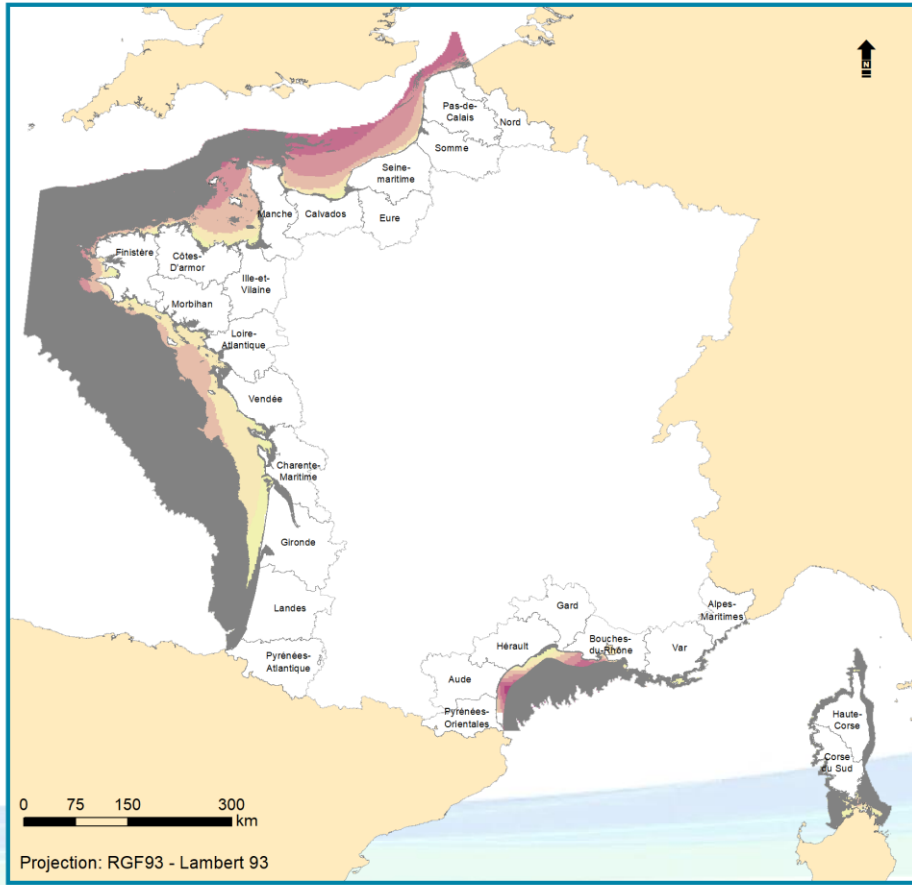 N
Pas-de-
Calais
Nord
Somme
Seine-
maritime
Manche
Calvados
Eure
Finistère
Côtes-
D'armor
Ille-et-
Vilaine
Morbihan
Loire-
Atlantique
Vendée
Charente-
Maritime
Gironde
Landes
Pyrénées-
Atlantique
Gard
Alpes-
Maritimes
Hérault
Bouches-
du-Rhône
Var
Aude
Pyrénées-
Orientales
Haute-
Corse
Corse
du Sud
0 75 150 300
km
Projection: RGF93 - Lambert 93